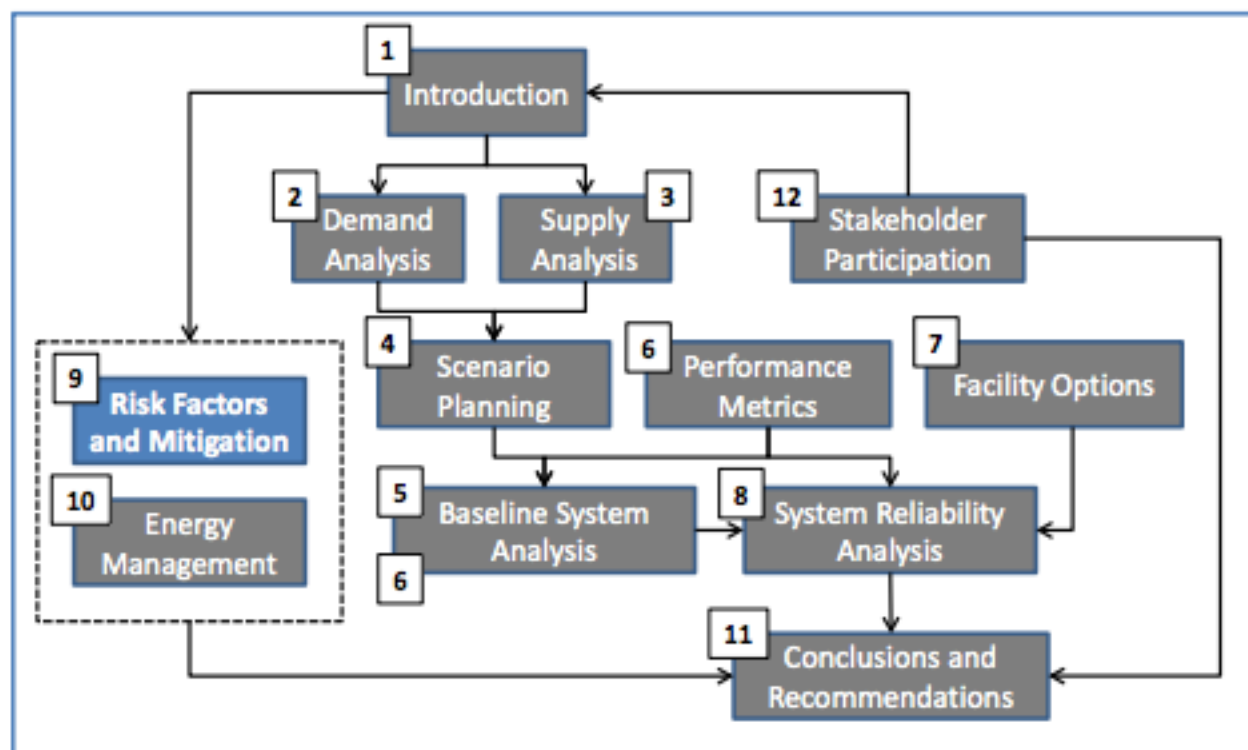 1
Introduction
2
Demand
Analysis
3
Supply
Analysis
12
Stakeholder
Participation
4
Scenario
Planning
6
Performance
Metrics
7
Facility Options
9
Risk Factors
and Mitigation
10
Energy
Management
5
Baseline System
Analysis
6
8
System Reliability
Analysis
11
Conclusions and
Recommendations